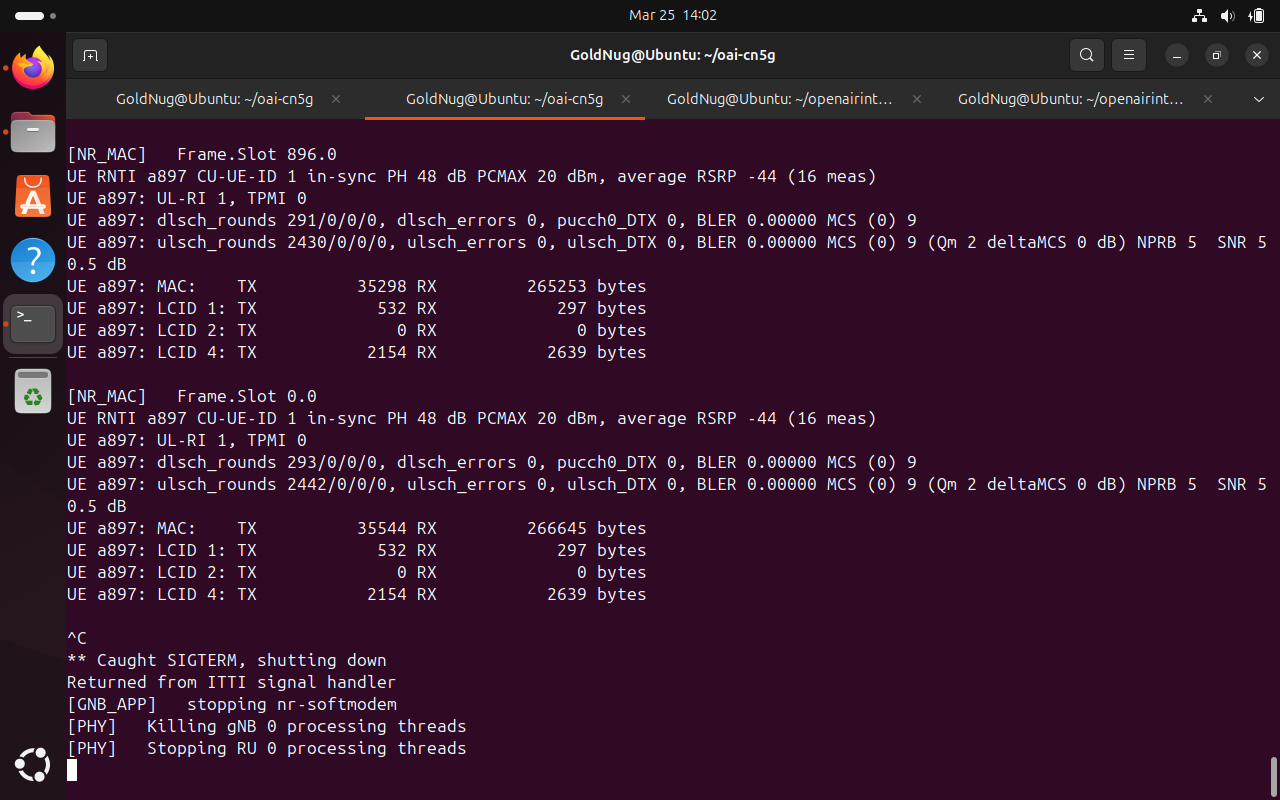 Mar 25 14:02
GoldNug@Ubuntu: ~/oai-cn5g
GoldNug@Ubuntu: ~/oai-cn5g
GoldNug@Ubuntu: ~/oai-cn5g
GoldNug@Ubuntu: ~/openairint…
GoldNug@Ubuntu: ~/openairint…
[NR_MAC]   Frame.Slot 896.0
UE RNTI a897 CU-UE-ID 1 in-sync PH 48 dB PCMAX 20 dBm, average RSRP -44 (16 meas)
UE a897: UL-RI 1, TPMI 0
UE a897: dlsch_rounds 291/0/0/0, dlsch_errors 0, pucch0_DTX 0, BLER 0.00000 MCS (0) 9
UE a897: ulsch_rounds 2430/0/0/0, ulsch_errors 0, ulsch_DTX 0, BLER 0.00000 MCS (0) 9 (Qm 2 deltaMCS 0 dB) NPRB 5  SNR 5
0.5 dB
UE a897: MAC:    TX          35298 RX         265253 bytes
UE a897: LCID 1: TX            532 RX            297 bytes
UE a897: LCID 2: TX              0 RX              0 bytes
UE a897: LCID 4: TX           2154 RX           2639 bytes
[NR_MAC]   Frame.Slot 0.0
UE RNTI a897 CU-UE-ID 1 in-sync PH 48 dB PCMAX 20 dBm, average RSRP -44 (16 meas)
UE a897: UL-RI 1, TPMI 0
UE a897: dlsch_rounds 293/0/0/0, dlsch_errors 0, pucch0_DTX 0, BLER 0.00000 MCS (0) 9
UE a897: ulsch_rounds 2442/0/0/0, ulsch_errors 0, ulsch_DTX 0, BLER 0.00000 MCS (0) 9 (Qm 2 deltaMCS 0 dB) NPRB 5  SNR 5
0.5 dB
UE a897: MAC:    TX          35544 RX         266645 bytes
UE a897: LCID 1: TX            532 RX            297 bytes
UE a897: LCID 2: TX              0 RX              0 bytes
UE a897: LCID 4: TX           2154 RX           2639 bytes
^C
** Caught SIGTERM, shutting down
Returned from ITTI signal handler
[GNB_APP]   stopping nr-softmodem
[PHY]   Killing gNB 0 processing threads
[PHY]   Stopping RU 0 processing threads